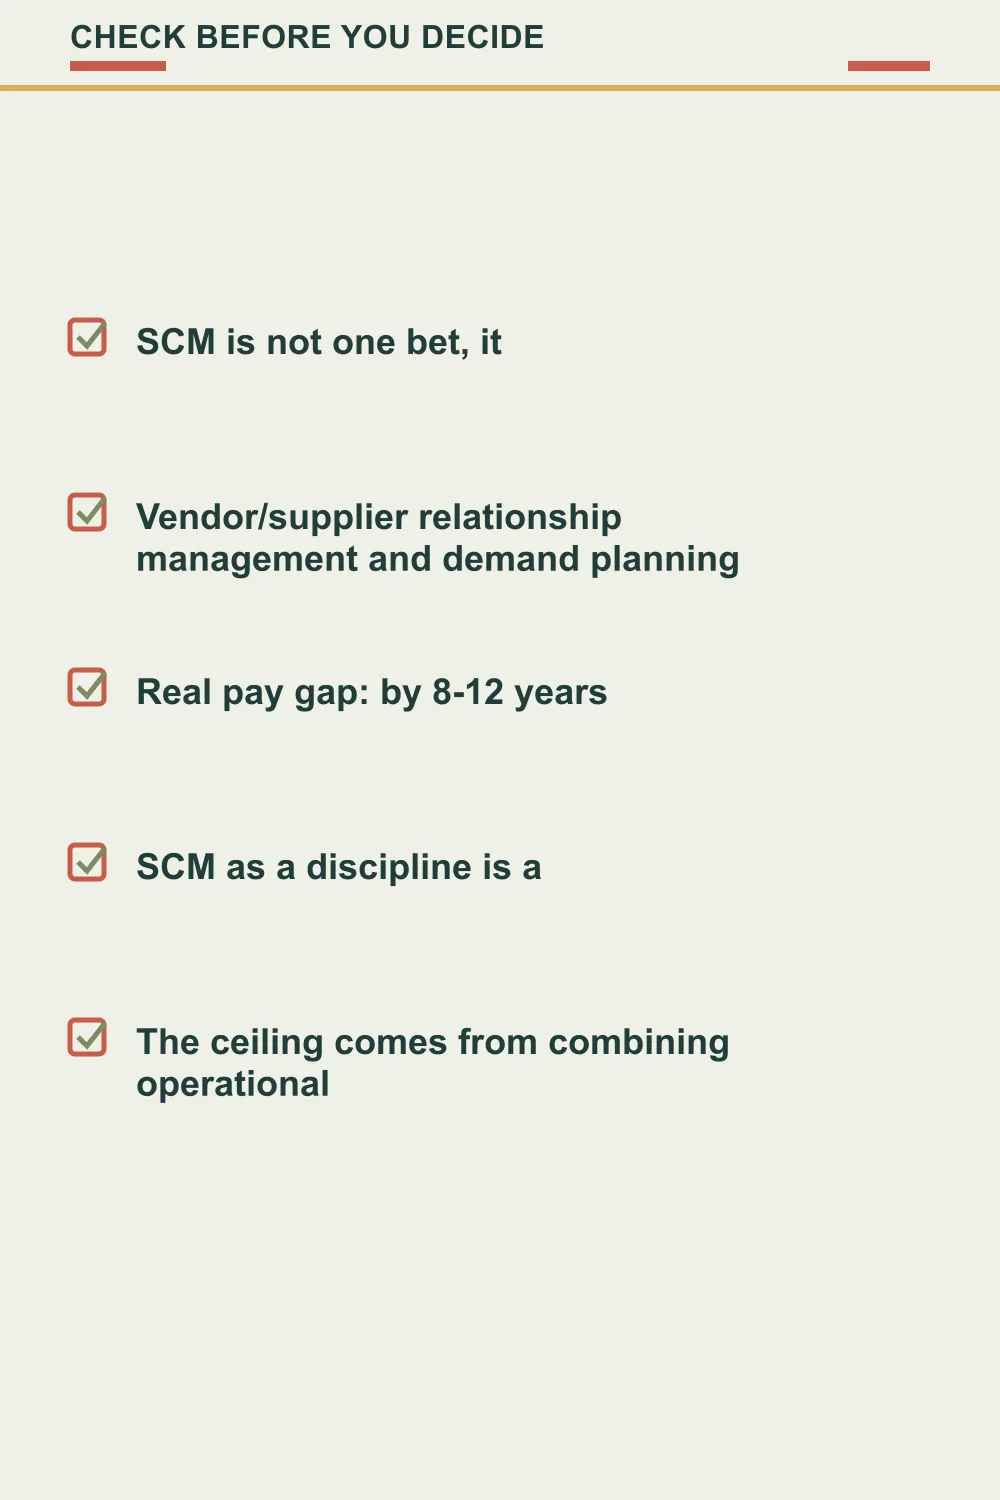 CHECK BEFORE YOU DECIDE
SCM is not one bet, it
Vendor/supplier relationship
management and demand planning
Real pay gap: by 8-12 years
SCM as a discipline is a
The ceiling comes from combining
operational